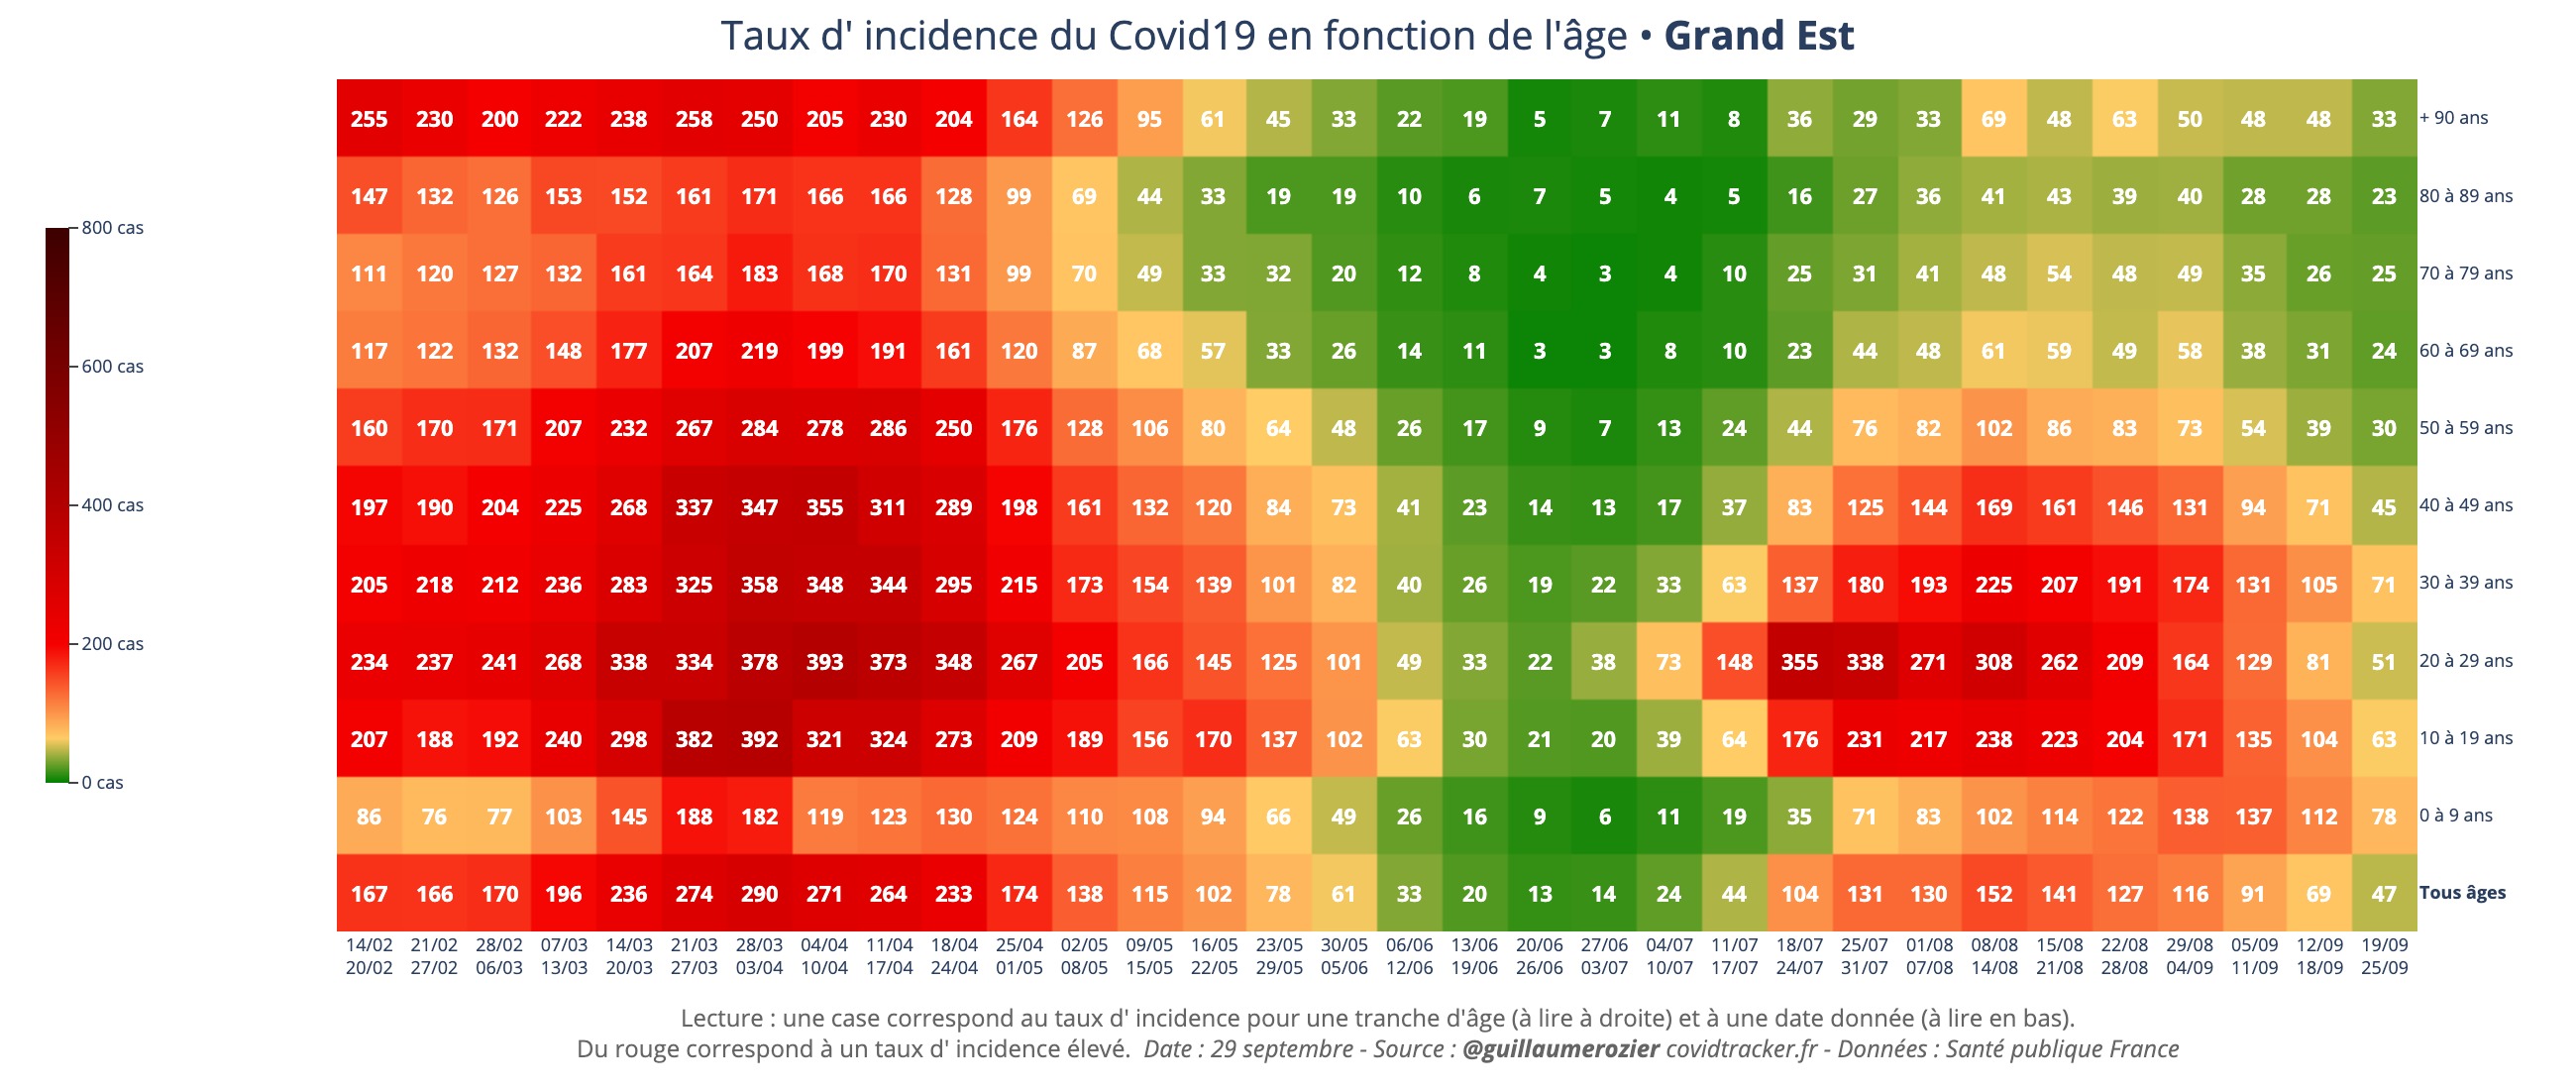 Taux d' incidence du Covid19 en fonction de l'âge • Grand Est
800 cas
600 cas
400 cas
200 cas
0 cas
255 230 200 222 238 258 250 205 230 204 164 126 95 61 45 33 22 19 5 7 11 8 36 29 33 69 48 63 50 48 48 33 + 90 ans
147 132 126 153 152 161 171 166 166 128 99 69 44 33 19 19 10 6 7 5 4 5 16 27 36 41 43 39 40 28 28 23 80 à 89 ans
111 120 127 132 161 164 183 168 170 131 99 70 49 33 32 20 12 8 4 3 4 10 25 31 41 48 54 48 49 35 26 25 70 à 79 ans
117 122 132 148 177 207 219 199 191 161 120 87 68 57 33 26 14 11 3 3 8 10 23 44 48 61 59 49 58 38 31 24 60 à 69 ans
160 170 171 207 232 267 284 278 286 250 176 128 106 80 64 48 26 17 9 7 13 24 44 76 82 102 86 83 73 54 39 30 50 à 59 ans
197 190 204 225 268 337 347 355 311 289 198 161 132 120 84 73 41 23 14 13 17 37 83 125 144 169 161 146 131 94 71 45 40 à 49 ans
205 218 212 236 283 325 358 348 344 295 215 173 154 139 101 82 40 26 19 22 33 63 137 180 193 225 207 191 174 131 105 71 30 à 39 ans
234 237 241 268 338 334 378 393 373 348 267 205 166 145 125 101 49 33 22 38 73 148 355 338 271 308 262 209 164 129 81 51 20 à 29 ans
207 188 192 240 298 382 392 321 324 273 209 189 156 170 137 102 63 30 21 20 39 64 176 231 217 238 223 204 171 135 104 63 10 à 19 ans
86 76 77 103 145 188 182 119 123 130 124 110 108 94 66 49 26 16 9 6 11 19 35 71 83 102 114 122 138 137 112 78 0 à 9 ans
167 166 170 196 236 274 290 271 264 233 174 138 115 102 78 61 33 20 13 14 24 44 104 131 130 152 141 127 116 91 69 47 Tous âges
14/02 21/02 28/02 07/03 14/03 21/03 28/03 04/04 11/04 18/04 25/04 02/05 09/05 16/05 23/05 30/05 06/06 13/06 20/06 27/06 04/07 11/07 18/07 25/07 01/08 08/08 15/08 22/08 29/08 05/09 12/09 19/09
20/02 27/02 06/03 13/03 20/03 27/03 03/04 10/04 17/04 24/04 01/05 08/05 15/05 22/05 29/05 05/06 12/06 19/06 26/06 03/07 10/07 17/07 24/07 31/07 07/08 14/08 21/08 28/08 04/09 11/09 18/09 25/09
Lecture : une case correspond au taux d' incidence pour une tranche d'âge (à lire à droite) et à une date donnée (à lire en bas).
Du rouge correspond à un taux d' incidence élevé. Date : 29 septembre - Source : @guillaumerozier covidtracker.fr - Données : Santé publique France